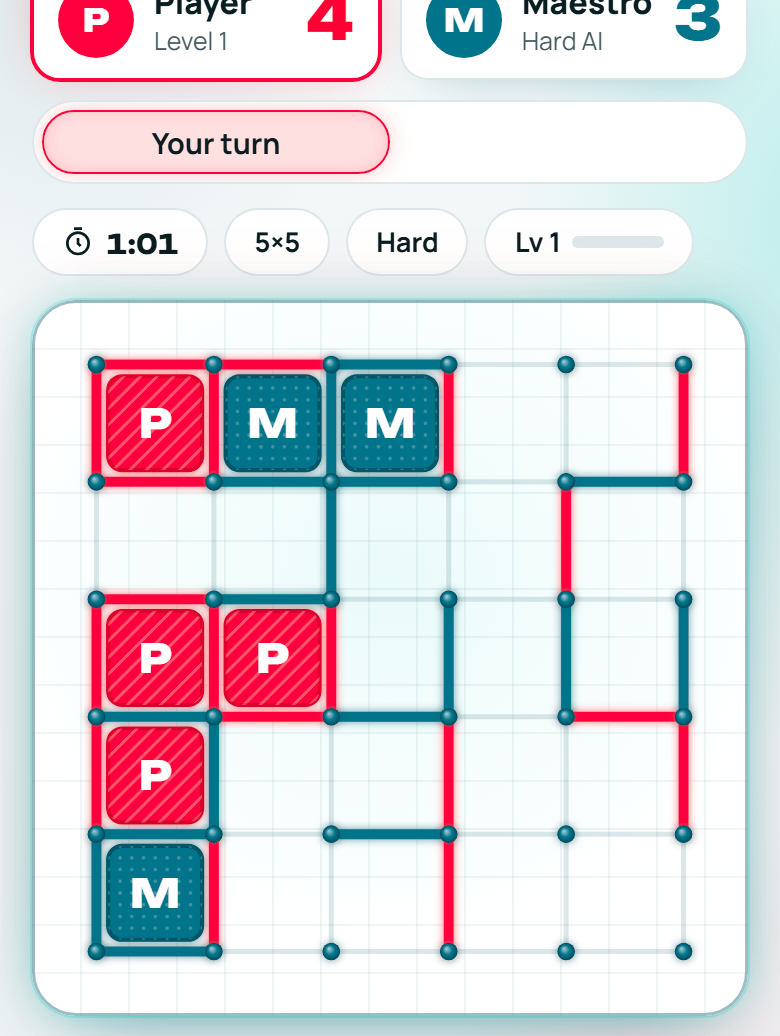 P Player 4
Level 1
M Maestro 3
Hard AI
Your turn
1:01 5×5 Hard Lv 1
P M M
P P
P
M